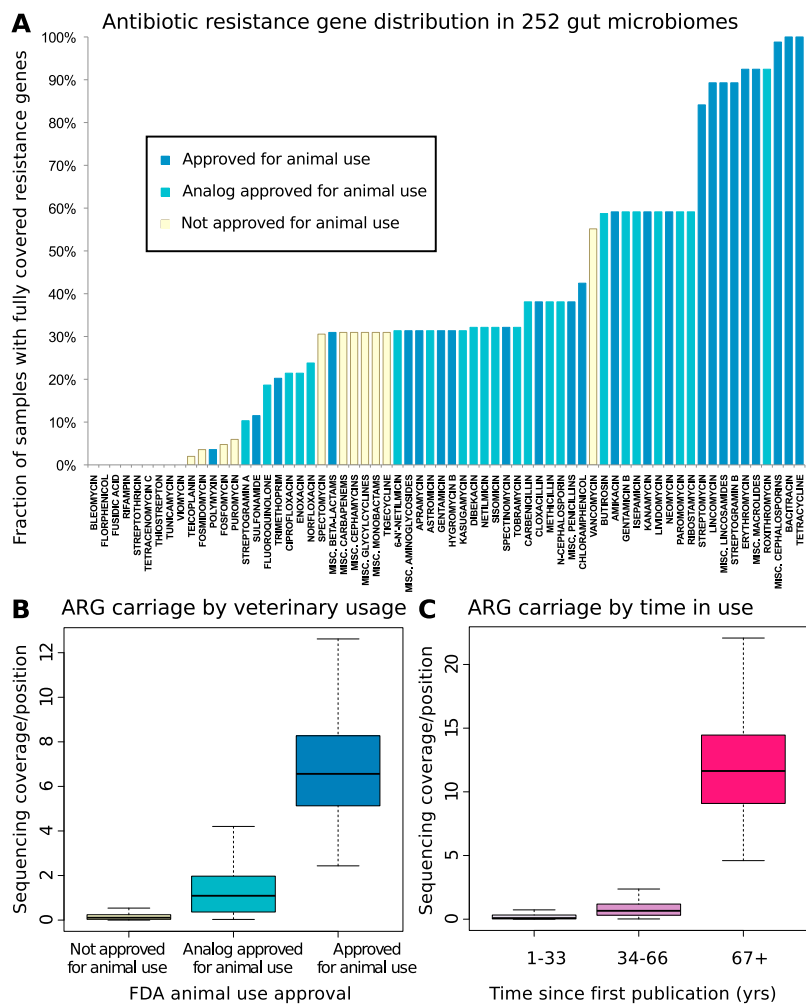 A
Antibiotic resistance gene distribution in 252 gut microbiomes
Fraction of samples with fully covered resistance genes
100%
90%
80%
70%
60%
50%
40%
30%
20%
10%
0%
Approved for animal use
Analog approved for animal use
Not approved for animal use
BLEOMYCIN
FLORPHENICOL
FUSIDIC ACID
RIFAMPIN
STREPTOTHRICIN
TETRACENOMYCIN C
THIOSTREPTON
TUNICAMYCIN
VIOMYCIN
TEICOPLANIN
FOSMIDOMYCIN
POLYMYXIN
FOSFOMYCIN
PUROMYCIN
STREPTOGRAMIN A
SULFONAMIDE
FLUOROQUINOLONE
TRIMETHOPRIM
CIPROFLOXACIN
ENOXACIN
NORFLOXACIN
SPECTOMYCIN
MISC. BETA-LACTAMS
MISC. CARBAPENEMS
MISC. CEPHAMYCINS
MISC. GLYCYLCYCLINES
MISC. MONOBACTAMS
TIGECYCLINE
6-N'-NETILMICIN
MISC. AMINOGLYCOSIDES
APRAMYCIN
ASTROMICIN
GENTAMICIN
HYGROMYCIN B
KASUGAMYCIN
DIBEKACIN
NETILMICIN
SISOMICIN
SPECTINOMYCIN
TOBRAMYCIN
CARBENICILLIN
CLOXACILLIN
METHICILLIN
N-CEPHALOSPORIN
MISC. PENICILLINS
CHLORAMPHENICOL
VANCOMYCIN
BUTIROSIN
AMIKACIN
GENTAMICIN B
ISEPAMICIN
KANAMYCIN
LIVIDOMYCIN
NEOMYCIN
PAROMOMYCIN
RIBOSTAMYCIN
STREPTOMYCIN
LINCOMYCIN
MISC. LINCOSAMIDES
STREPTOGRAMIN B
ERYTHROMYCIN
MISC. MACROLIDES
ROXITHROMYCIN
MISC. CEPHALOSPORINS
BACITRACIN
TETRACYCLINE
B
ARG carriage by veterinary usage
Sequencing coverage/position
12
10
8
6
4
2
0
Not approved
for animal use
Analog approved
for animal use
Approved
for animal use
FDA animal use approval
C
ARG carriage by time in use
Sequencing coverage/position
20
15
10
5
0
1-33
34-66
67+
Time since first publication (yrs)